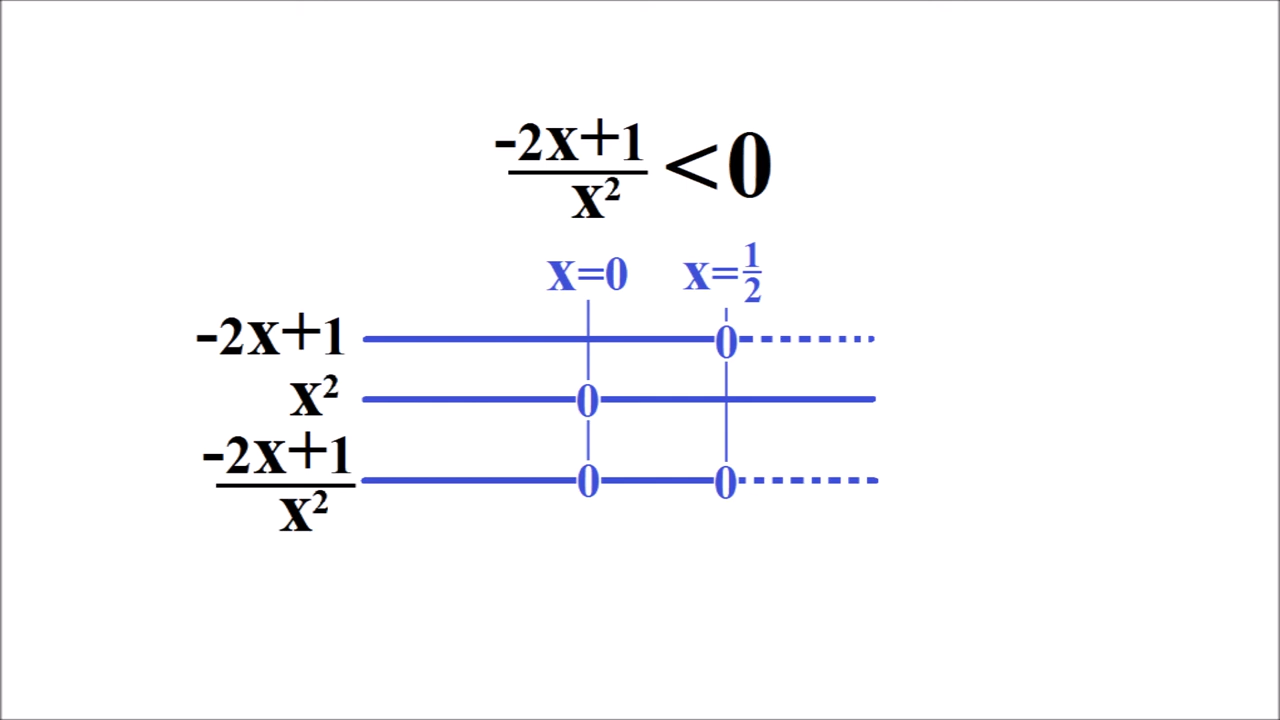 -2x+1
x² <0
x=0 x=1/2
-2x+1 0
x² 0
-2x+1
x² 0 0